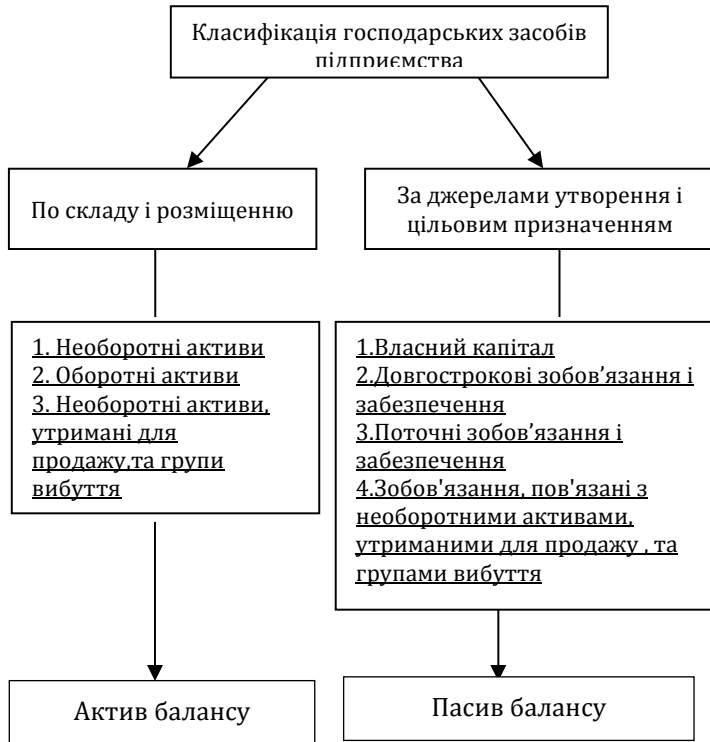 Класифікація господарських засобів
підприємства
По складу і розміщенню
За джерелами утворення і
цільовим призначенням
1. Необоротні активи
2. Оборотні активи
3. Необоротні активи,
утримані для
продажу,та групи
вибуття
1.Власний капітал
2.Довгострокові зобов’язання і
забезпечення
3.Поточні зобов’язання і
забезпечення
4.Зобов'язання, пов'язані з
необоротними активами,
утриманими для продажу , та
групами вибуття
Актив балансу
Пасив балансу